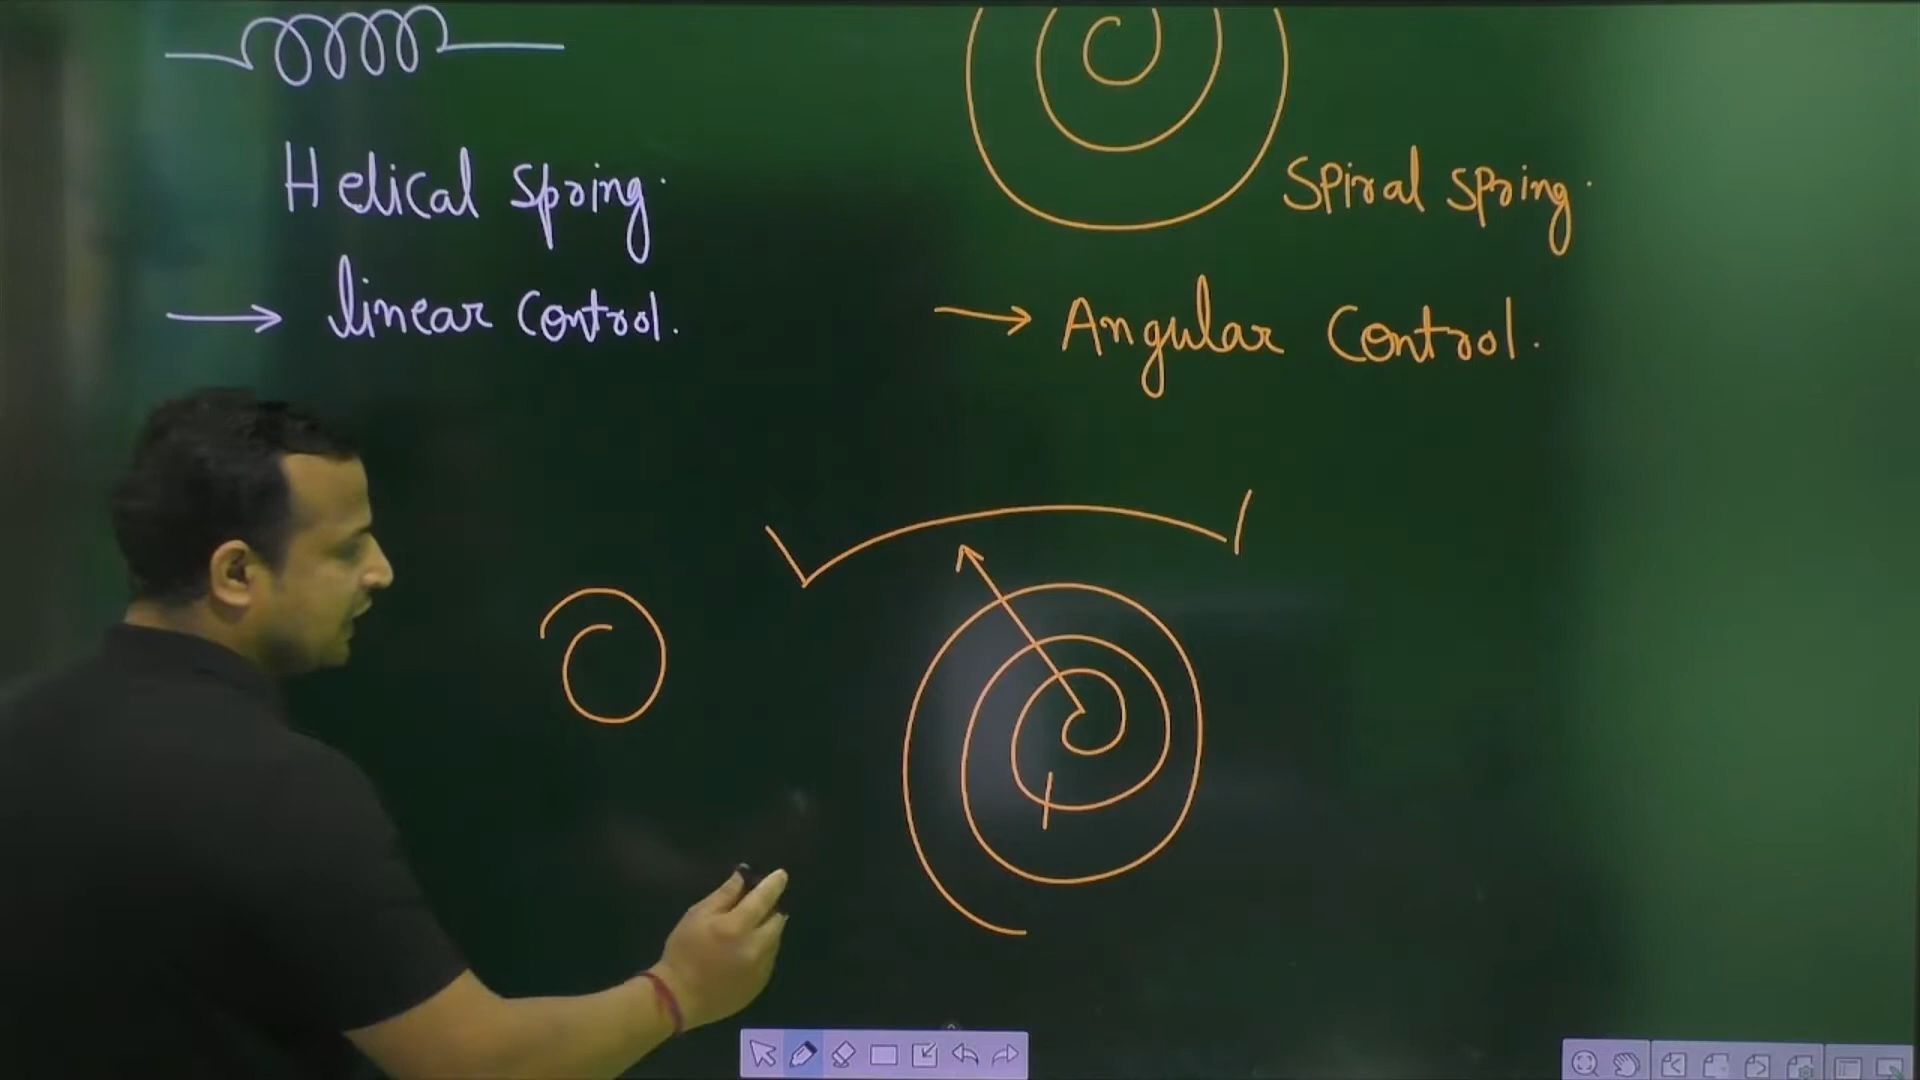 Helical Spring.
Spiral Spring.
→ linear Control.
→ Angular Control.